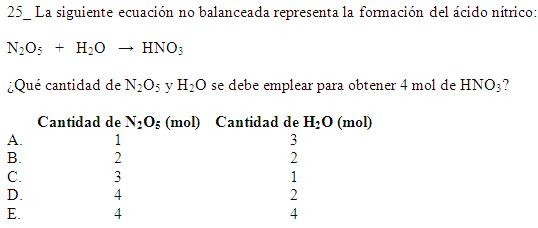 25_ La siguiente ecuación no balanceada representa la formación del ácido nítrico:
N₂O₅ + H₂O → HNO₃
¿Qué cantidad de N₂O₅ y H₂O se debe emplear para obtener 4 mol de HNO₃?
Cantidad de N₂O₅ (mol) Cantidad de H₂O (mol)
A. 1 3
B. 2 2
C. 3 1
D. 4 2
E. 4 4